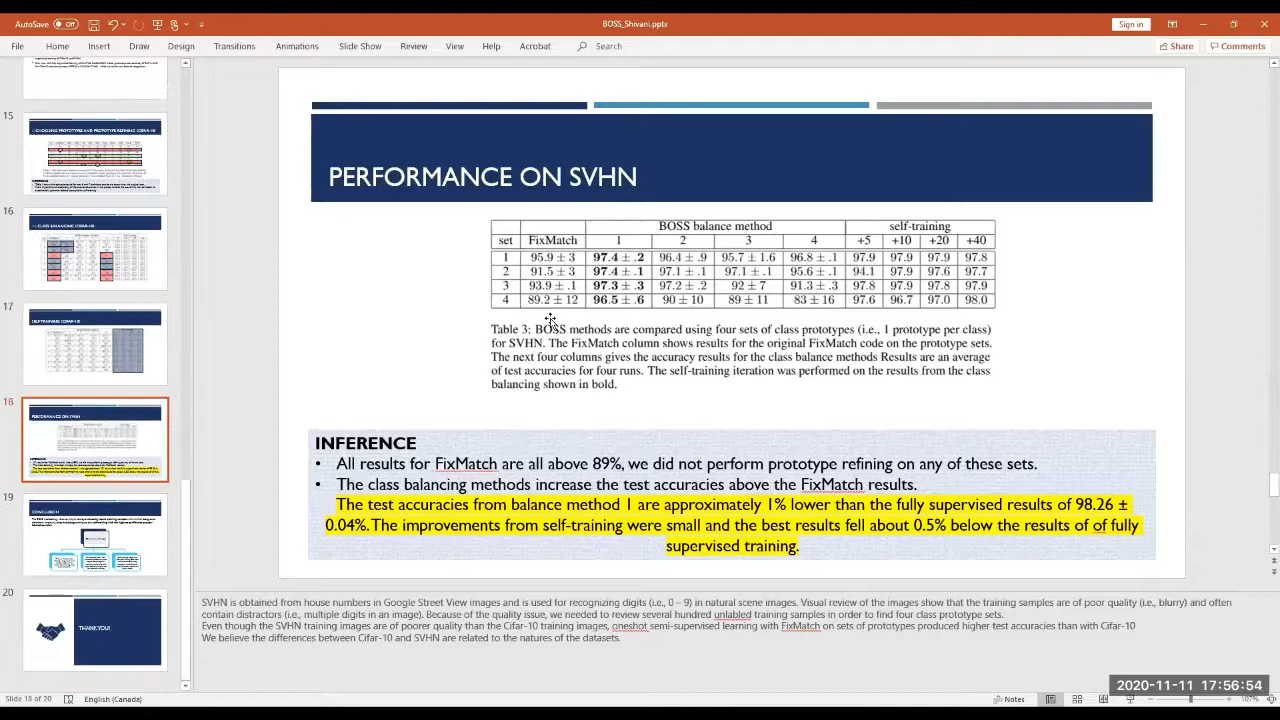 AutoSave Off
BOSS_Shivani.pptx
Sign in
File Home Insert Draw Design Transitions Animations Slide Show Review View Help Acrobat Search
Share Comments
15
16
17
18
19
20
CHOOSING PROTOTYPES AND PROTOTYPE REFINING (CIFAR-10)
CLASS BALANCING (CIFAR-10)
SELF-TRAINING (CIFAR-10)
PERFORMANCE ON SVHN
CONCLUSION
THANK YOU!
PERFORMANCE ON SVHN
BOSS balance method self-training
set FixMatch 1 2 3 4 +5 +10 +20 +40
1 95.9 ± 3 97.4 ± .2 96.4 ± .9 95.7 ± 1.6 96.8 ± .1 97.9 97.9 97.9 97.8
2 91.5 ± 3 97.4 ± .1 97.1 ± .1 97.1 ± .1 95.6 ± .1 94.1 97.9 97.6 97.7
3 93.9 ± .1 97.3 ± .3 97.2 ± .2 92 ± 7 91.3 ± .3 97.8 97.9 97.8 97.9
4 89.2 ± 12 96.5 ± .6 90 ± 10 89 ± 11 83 ± 16 97.6 96.7 97.0 98.0
Table 3: BOSS methods are compared using four sets of class prototypes (i.e., 1 prototype per class)
for SVHN. The FixMatch column shows results for the original FixMatch code on the prototype sets.
The next four columns gives the accuracy results for the class balance methods Results are an average
of test accuracies for four runs. The self-training iteration was performed on the results from the class
balancing shown in bold.
INFERENCE
• All results for FixMatch are all above 89%, we did not perform prototype refining on any of these sets.
• The class balancing methods increase the test accuracies above the FixMatch results.
The test accuracies from balance method 1 are approximately 1% lower than the fully supervised results of 98.26 ±
0.04%. The improvements from self-training were small and the best results fell about 0.5% below the results of of fully
supervised training.
SVHN is obtained from house numbers in Google Street View images and is used for recognizing digits (i.e., 0 – 9) in natural scene images. Visual review of the images show that the training samples are of poor quality (i.e., blurry) and often
contain distractors (i.e., multiple digits in an image). Because of the quality issue, we needed to review several hundred unlabled training samples in order to find four class prototype sets.
Even though the SVHN training images are of poorer quality than the Cifar-10 training images, oneshot semi-supervised learning with FixMatch on sets of prototypes produced higher test accuracies than with Cifar-10
We believe the differences between Cifar-10 and SVHN are related to the natures of the datasets.
2020-11-11 17:56:54
Slide 18 of 20 English (Canada) Notes 107%